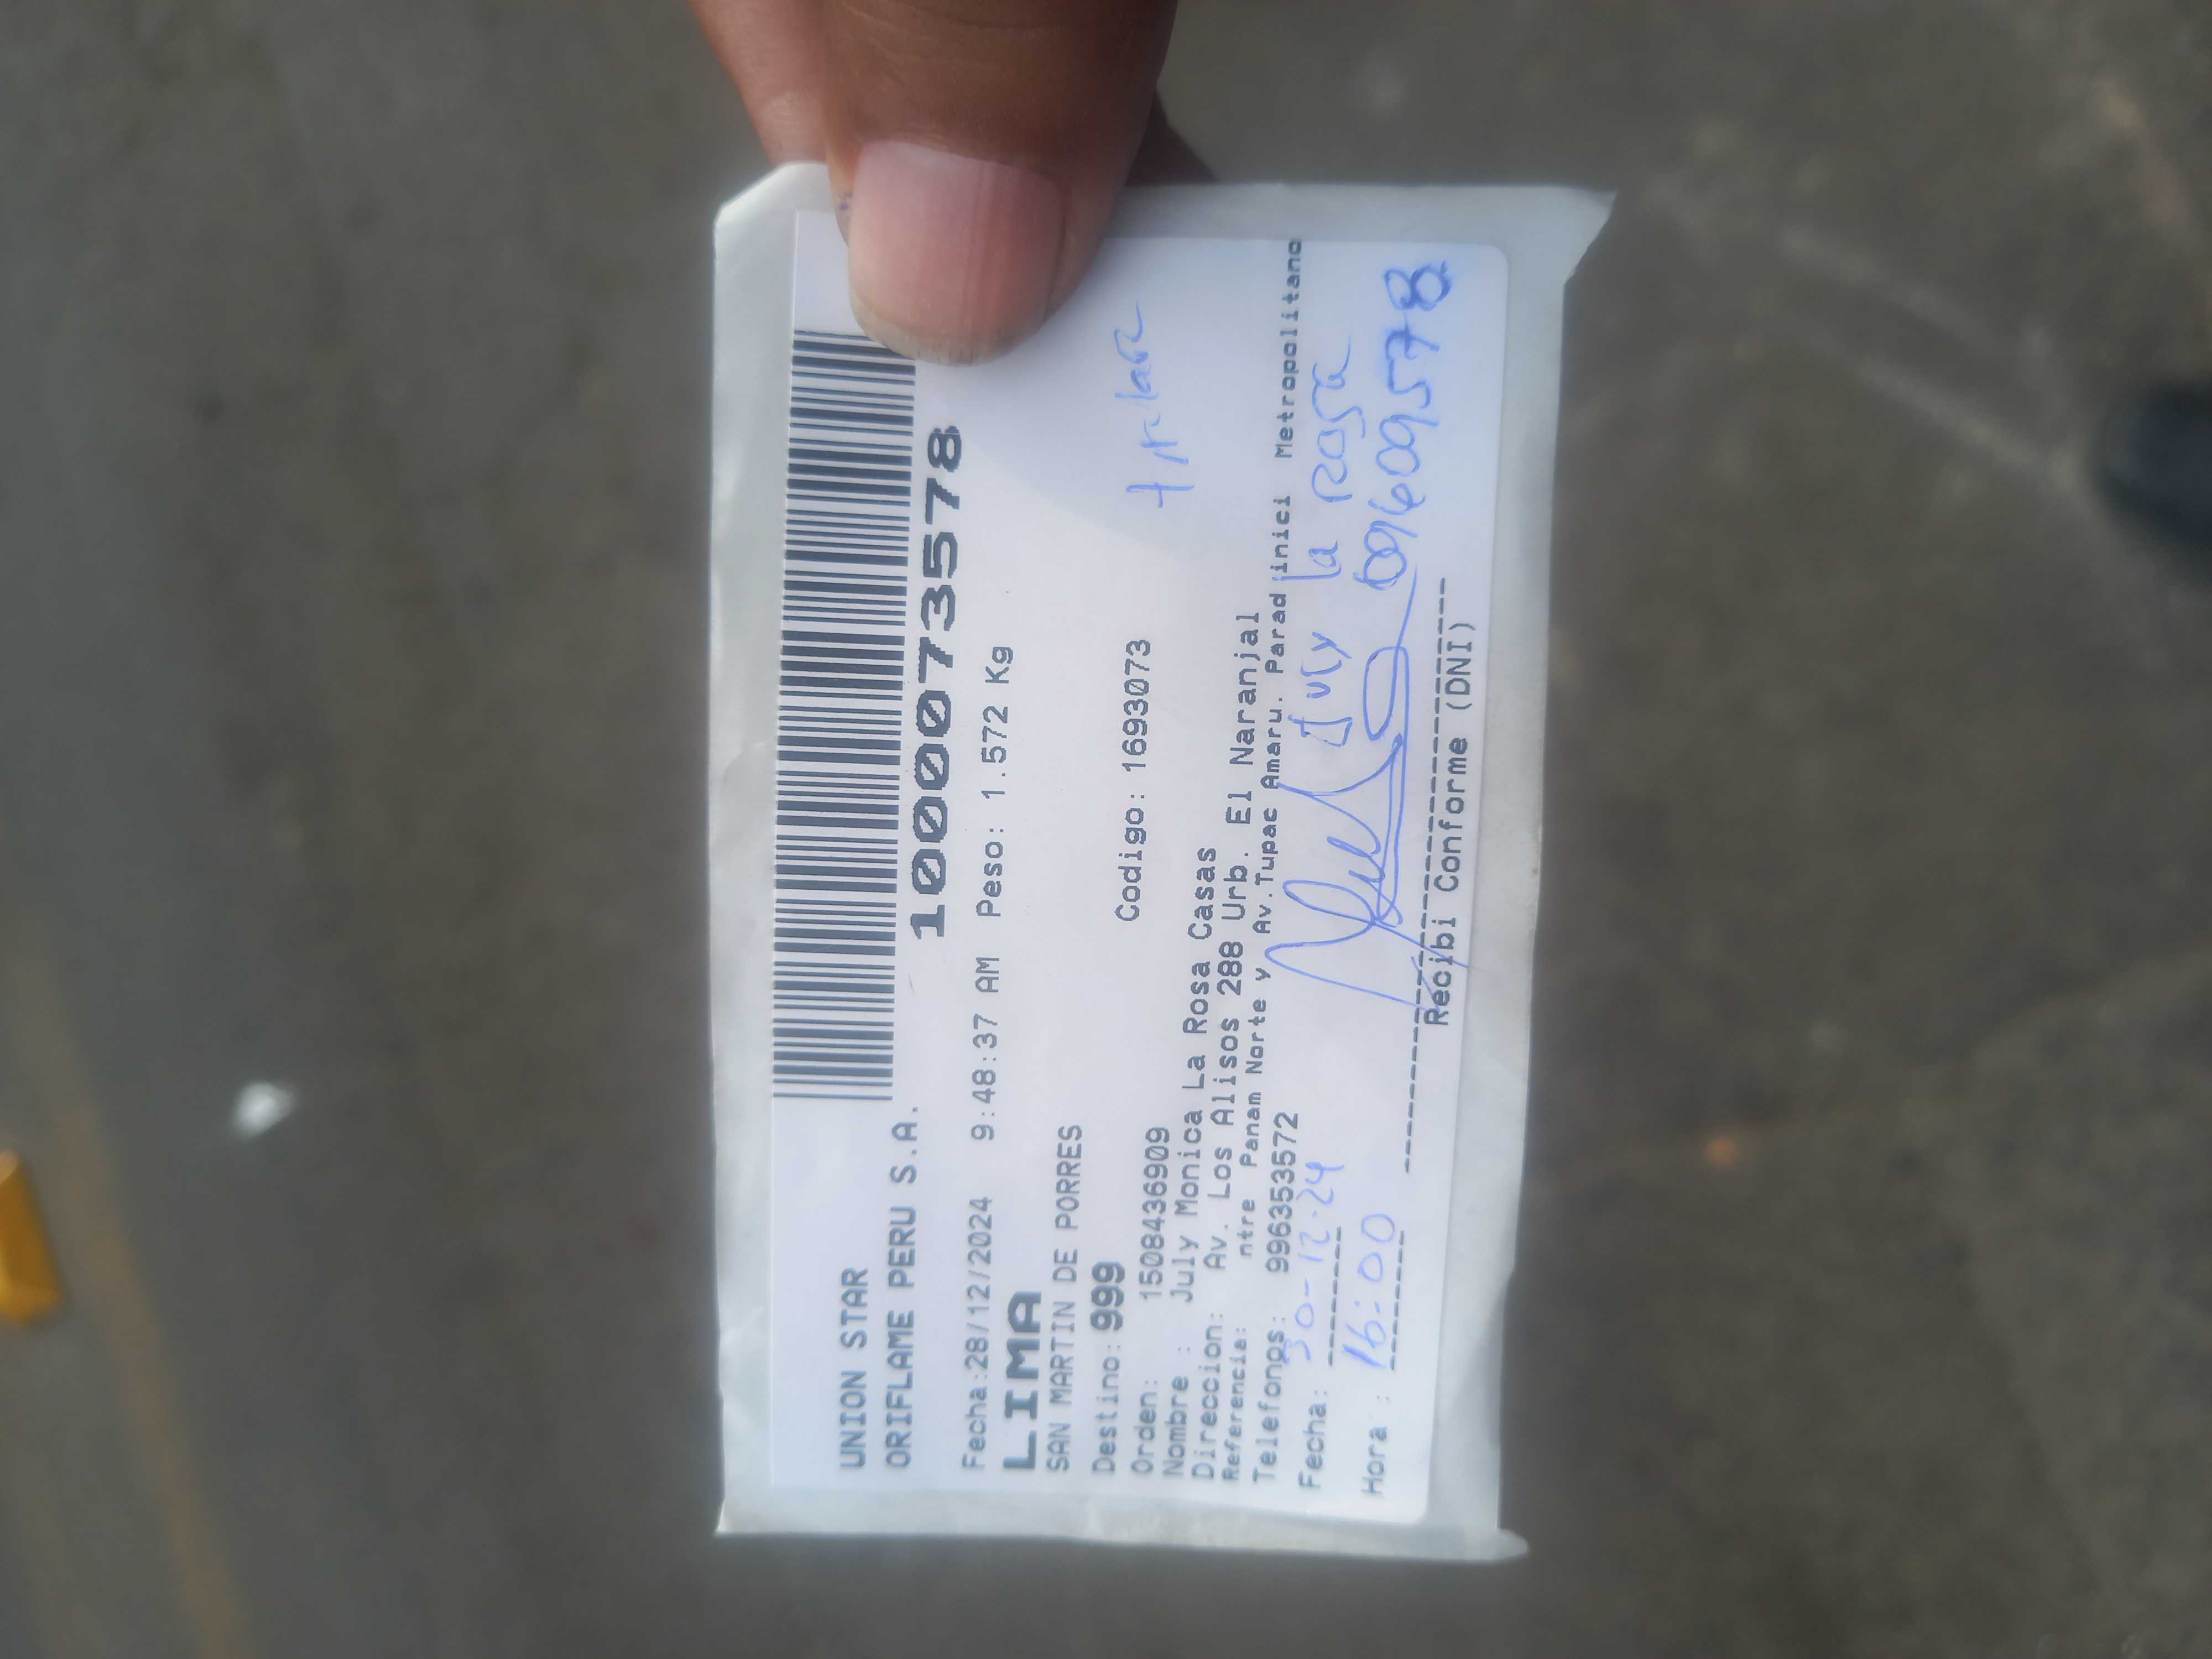 UNION STAR
ORIFLAME PERU S.A.
1000073578
Fecha:28/12/2024 9:48:37 AM Peso: 1.572 Kg
LIMA
SAN MARTIN DE PORRES
Destino: 999
Orden: 1508436909 Codigo: 1693073
titular
Nombre : July Monica La Rosa Casas
Direccion: Av. Los Alisos 288 Urb. El Naranjal
Referencia: ntre Panam Norte y Av.Tupac Amaru. Parad inici Metropolitano
Telefonos: 996353572
Fecha: 30-12-24
July la Rosa
Hora : 16:00
09609578
Recibi Conforme (DNI)